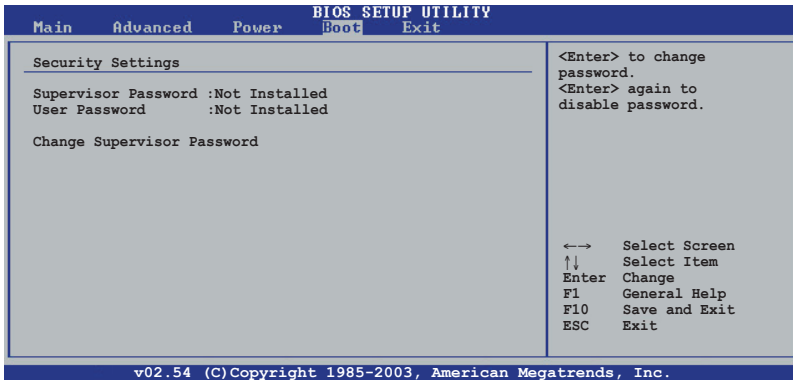 BIOS SETUP UTILITY
Main Advanced Power Boot Exit
Security Settings
Supervisor Password :Not Installed
User Password :Not Installed
Change Supervisor Password
<Enter> to change
password.
<Enter> again to
disable password.
←→ Select Screen
↑↓ Select Item
Enter Change
F1 General Help
F10 Save and Exit
ESC Exit
v02.54 (C)Copyright 1985-2003, American Megatrends, Inc.